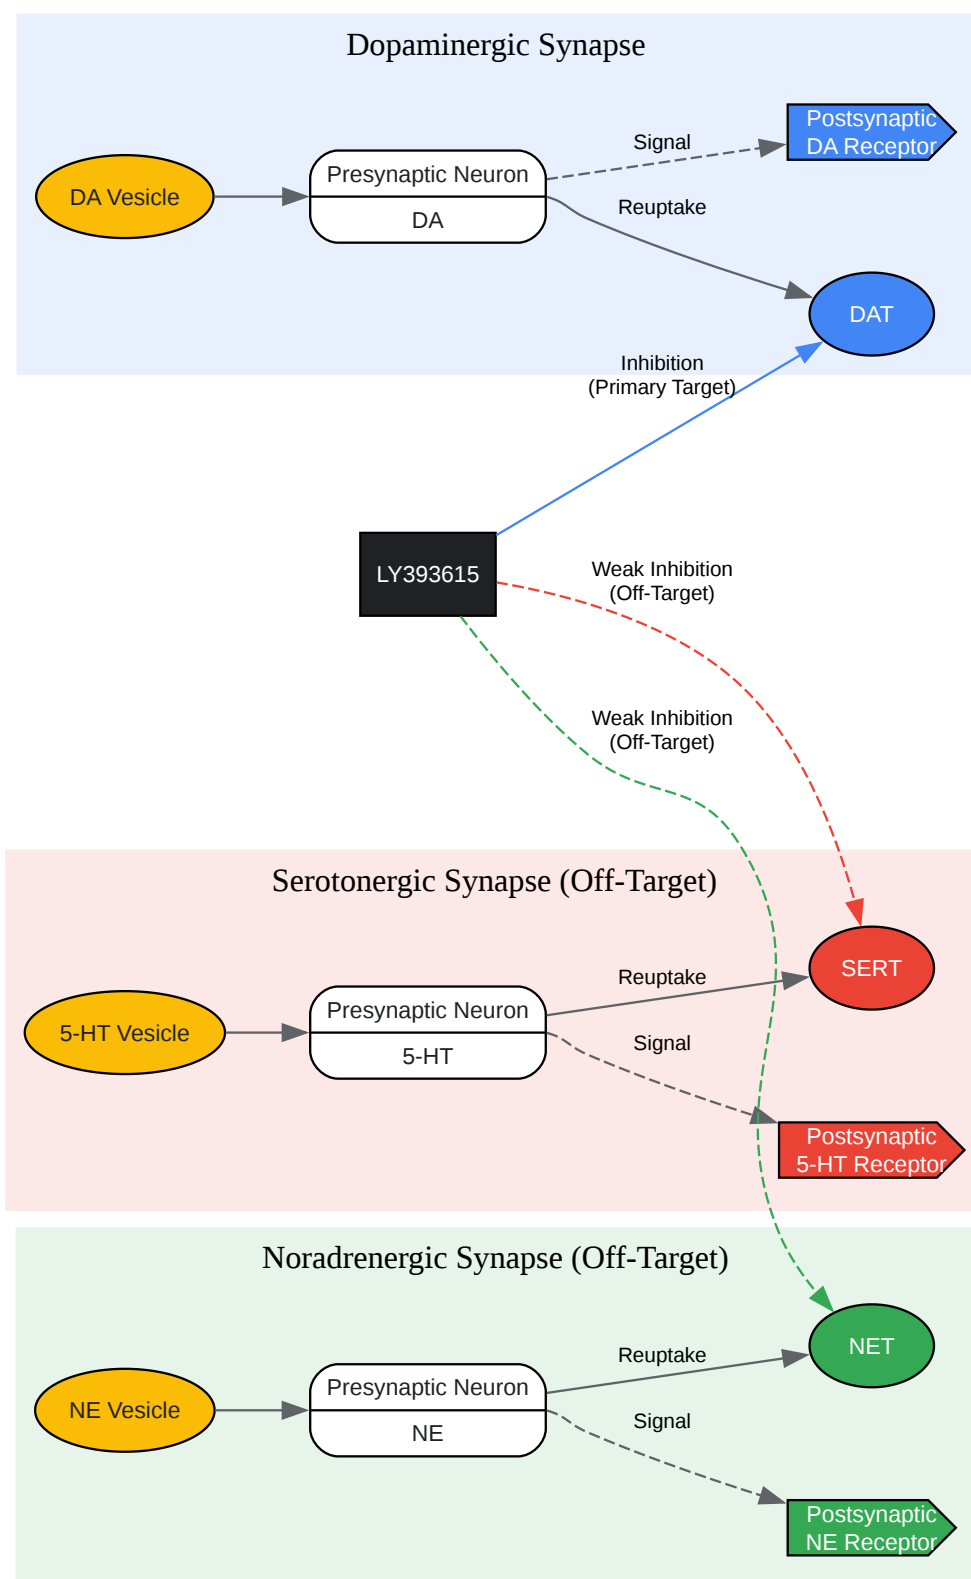 Dopaminergic Synapse
Postsynaptic
DA Receptor
Signal
Presynaptic Neuron
DA Vesicle
DA
Reuptake
DAT
Inhibition
(Primary Target)
LY393615
Weak Inhibition
(Off-Target)
Weak Inhibition
(Off-Target)
Serotonergic Synapse (Off-Target)
SERT
Reuptake
Presynaptic Neuron
5-HT Vesicle
5-HT
Signal
Postsynaptic
5-HT Receptor
Noradrenergic Synapse (Off-Target)
NET
Reuptake
Presynaptic Neuron
NE Vesicle
NE
Signal
Postsynaptic
NE Receptor